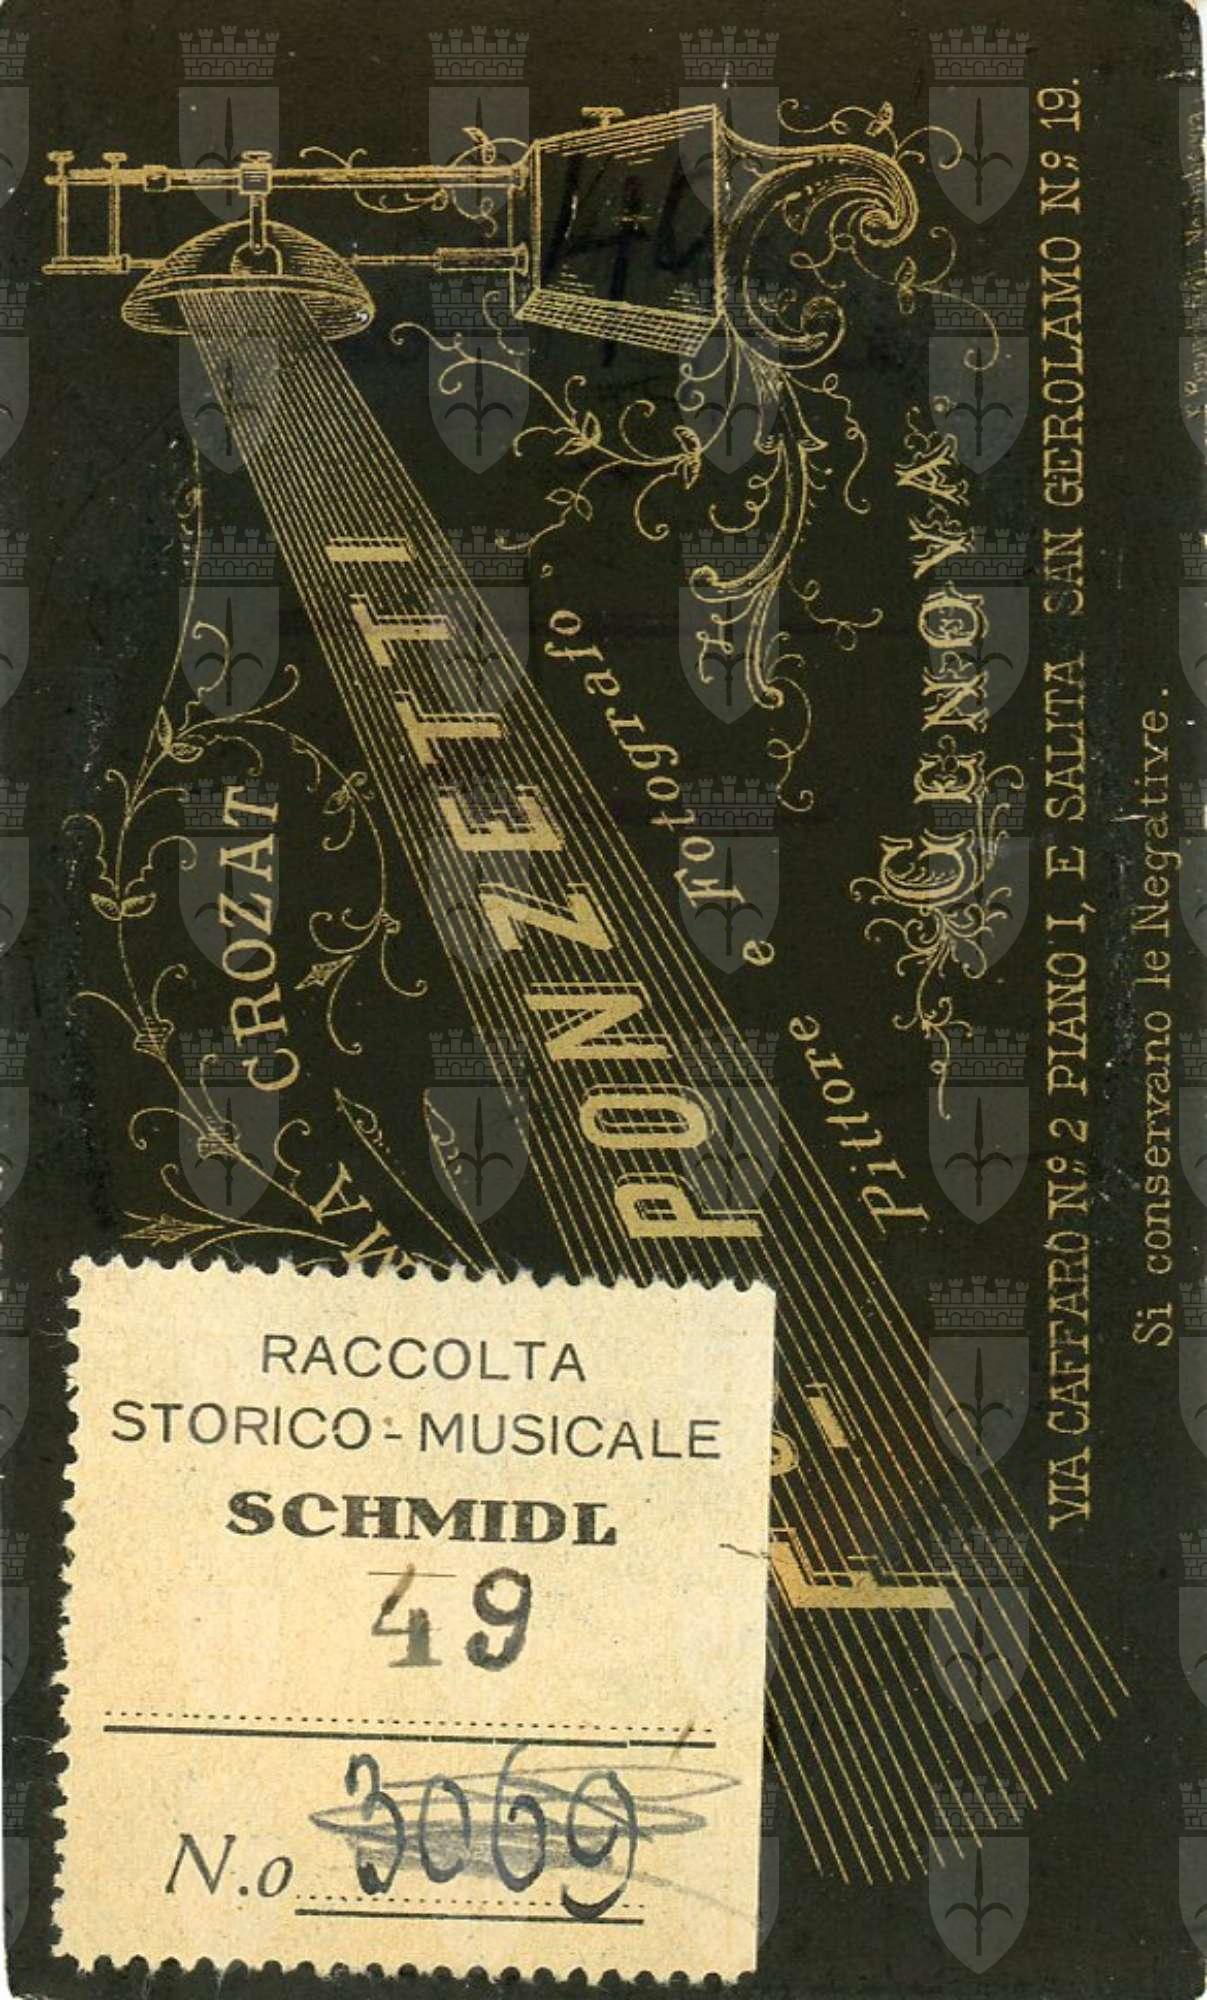 CROZAT
PONZETTI
Pittore e Fotografo.
GENOVA.
VIA CAFFARO N.º 2 PIANO I, E SALITA SAN GEROLAMO N.º 19.
Si conservano le Negative.
RACCOLTA
STORICO-MUSICALE
SCHMIDL
49
N.o 3069